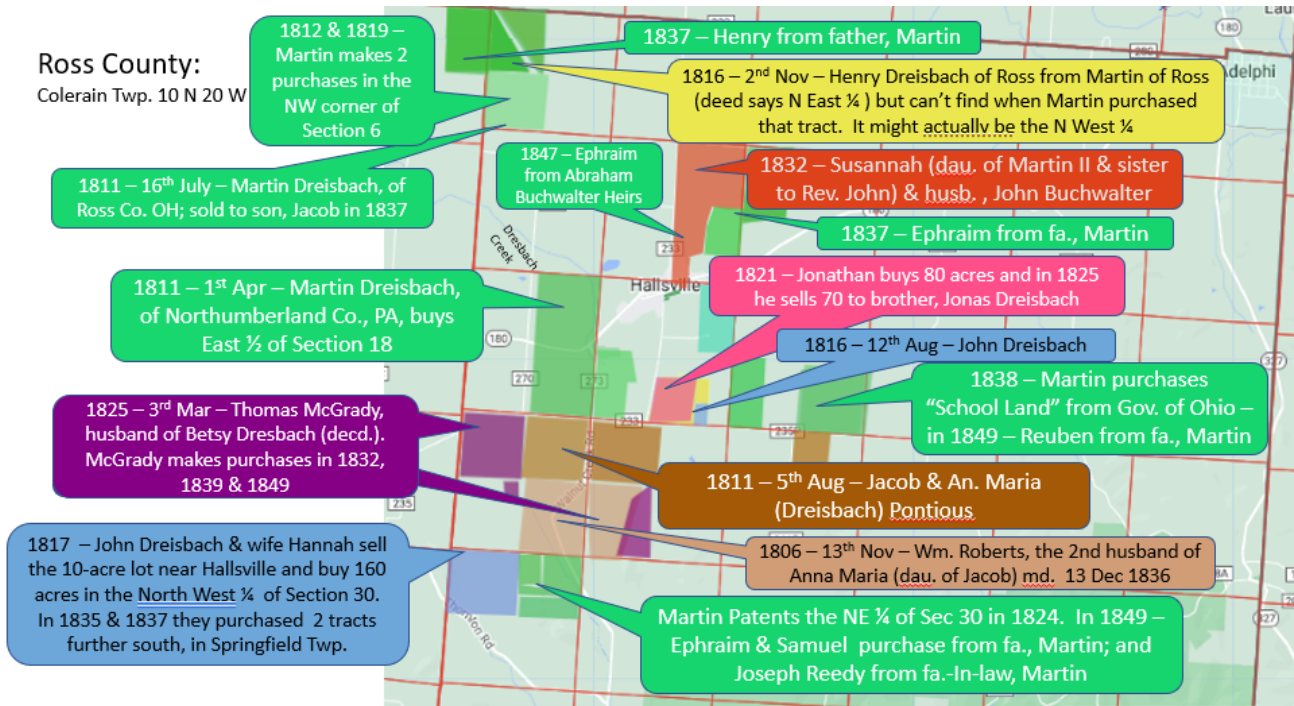 Ross County:
Colerain Twp. 10 N 20 W
1812 & 1819 –
Martin makes 2
purchases in the
NW corner of
Section 6
1837 – Henry from father, Martin
1816 – 2nd Nov – Henry Dreisbach of Ross from Martin of Ross
(deed says N East ¼ ) but can't find when Martin purchased
that tract. It might actually be the N West ¼
180
Adelphi
1811 – 16th July – Martin Dreisbach, of
Ross Co. OH; sold to son, Jacob in 1837
1847 – Ephraim
from Abraham
Buchwalter Heirs
1832 – Susannah (dau. of Martin II & sister
to Rev. John) & husb. , John Buchwalter
1837 – Ephraim from fa., Martin
Dresbach
Creek
233
Hallsville
1811 – 1st Apr – Martin Dreisbach,
of Northumberland Co., PA, buys
East ½ of Section 18
1821 – Jonathan buys 80 acres and in 1825
he sells 70 to brother, Jonas Dreisbach
180
1816 – 12th Aug – John Dreisbach
327
270
273
1838 – Martin purchases
"School Land" from Gov. of Ohio –
in 1849 – Reuben from fa., Martin
1825 – 3rd Mar – Thomas McGrady,
husband of Betsy Dresbach (decd.).
McGrady makes purchases in 1832,
1839 & 1849
233
235
1811 – 5th Aug – Jacob & An. Maria
(Dreisbach) Pontious
235
1806 – 13th Nov – Wm. Roberts, the 2nd husband of
Anna Maria (dau. of Jacob) md. 13 Dec 1836
1817 – John Dreisbach & wife Hannah sell
the 10-acre lot near Hallsville and buy 160
acres in the North West ¼ of Section 30.
In 1835 & 1837 they purchased 2 tracts
further south, in Springfield Twp.
327
Martin Patents the NE ¼ of Sec 30 in 1824. In 1849 –
Ephraim & Samuel purchase from fa., Martin; and
Joseph Reedy from fa.-In-law, Martin